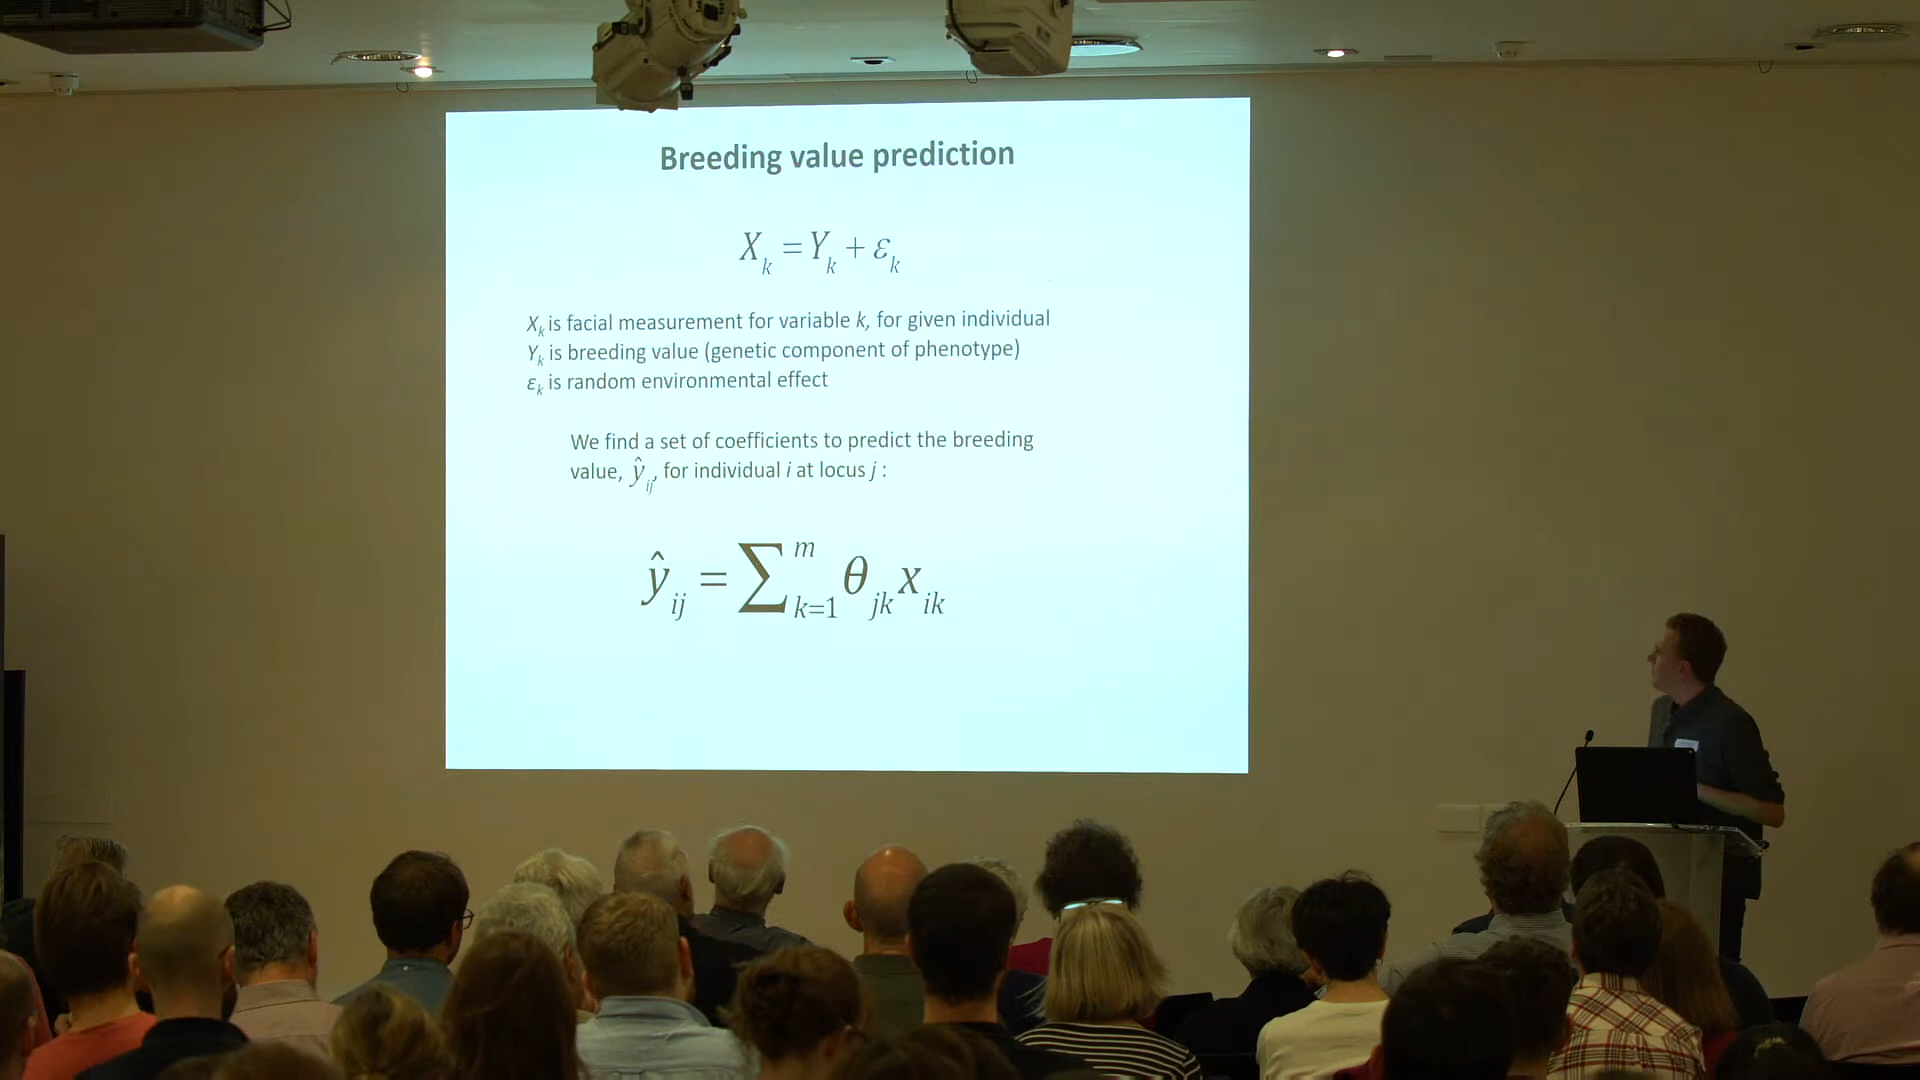 Breeding value prediction
X_k = Y_k + ε_k
X_k is facial measurement for variable k, for given individual
Y_k is breeding value (genetic component of phenotype)
ε_k is random environmental effect
We find a set of coefficients to predict the breeding
value, ŷ_ij, for individual i at locus j :
ŷ_ij = ∑_{k=1}^m θ_jk x_ik